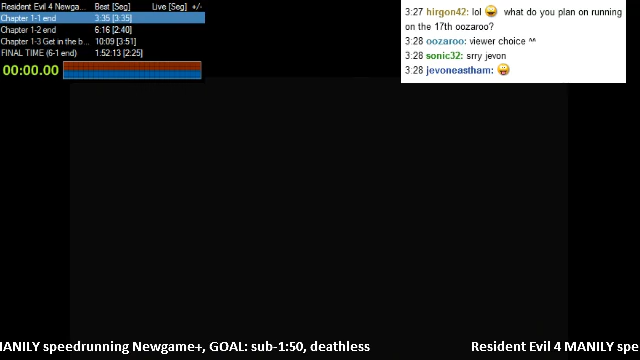 Resident Evil 4 Newga... Best [Seg] Live [Seg] +/-
Chapter 1-1 end 3:35 [3:35]
Chapter 1-2 end 6:16 [2:40]
Chapter 1-3 Get in the b... 10:09 [3:51]
FINAL TIME (6-1 end) 1:52:13 [2:25]
00:00.00
3:27 hirgon42: lol what do you plan on running
on the 17th oozaroo?
3:28 oozaroo: viewer choice ^^
3:28 sonic32: srry jevon
3:28 jevoneastham:
MANILY speedrunning Newgame+, GOAL: sub-1:50, deathless
Resident Evil 4 MANILY spe